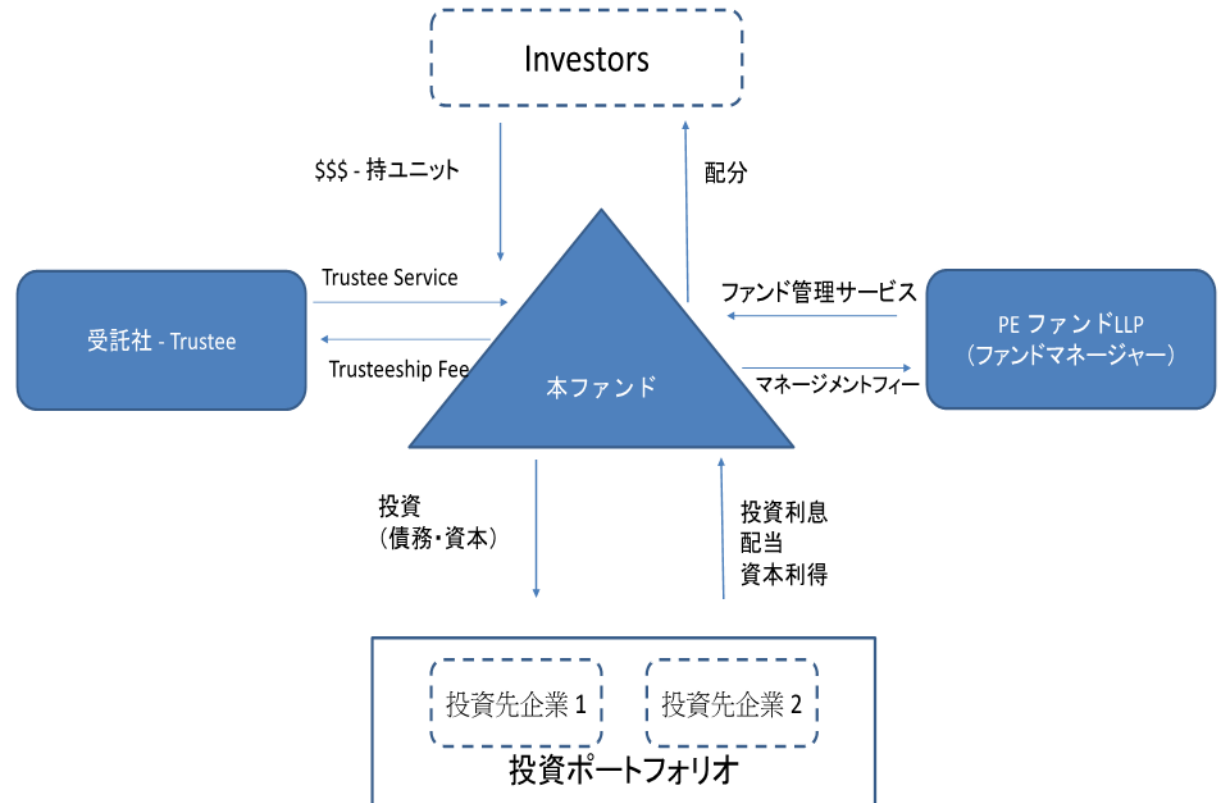 Investors
$$$ - 持ユニット
配分
Trustee Service
ファンド管理サービス
受託社 - Trustee
PE ファンドLLP
（ファンドマネージャー）
Trusteeship Fee
マネージメントフィー
本ファンド
投資
（債務・資本）
投資利息
配当
資本利得
投資先企業 1
投資先企業 2
投資ポートフォリオ